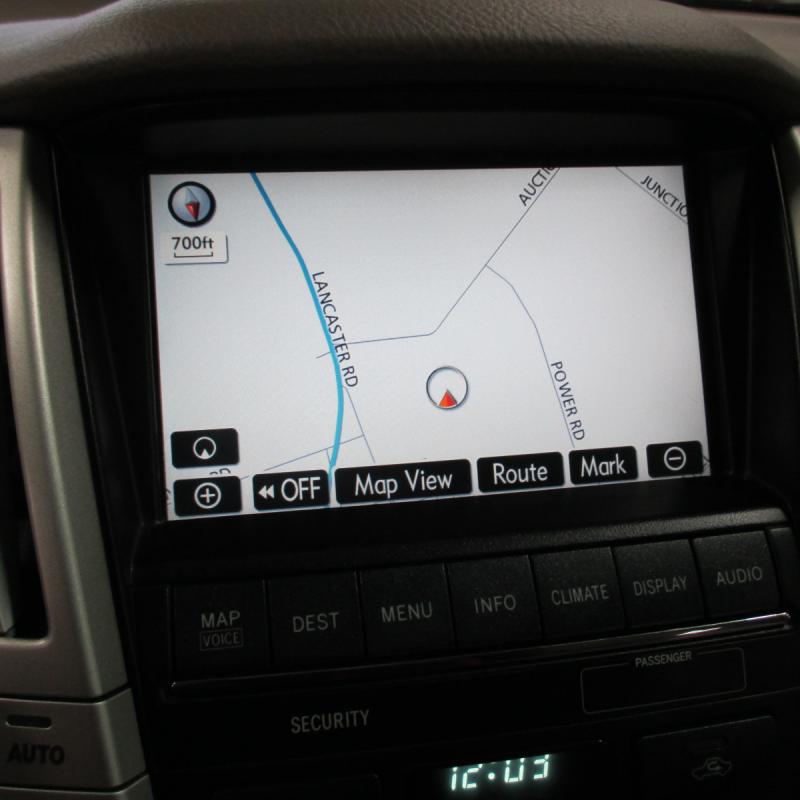 AUCTI
JUNCTIO
700ft
LANCASTER RD
POWER RD
OFF
Map View
Route
Mark
MAP
VOICE
DEST
MENU
INFO
CLIMATE
DISPLAY
AUDIO
PASSENGER
SECURITY
AUTO
12:03